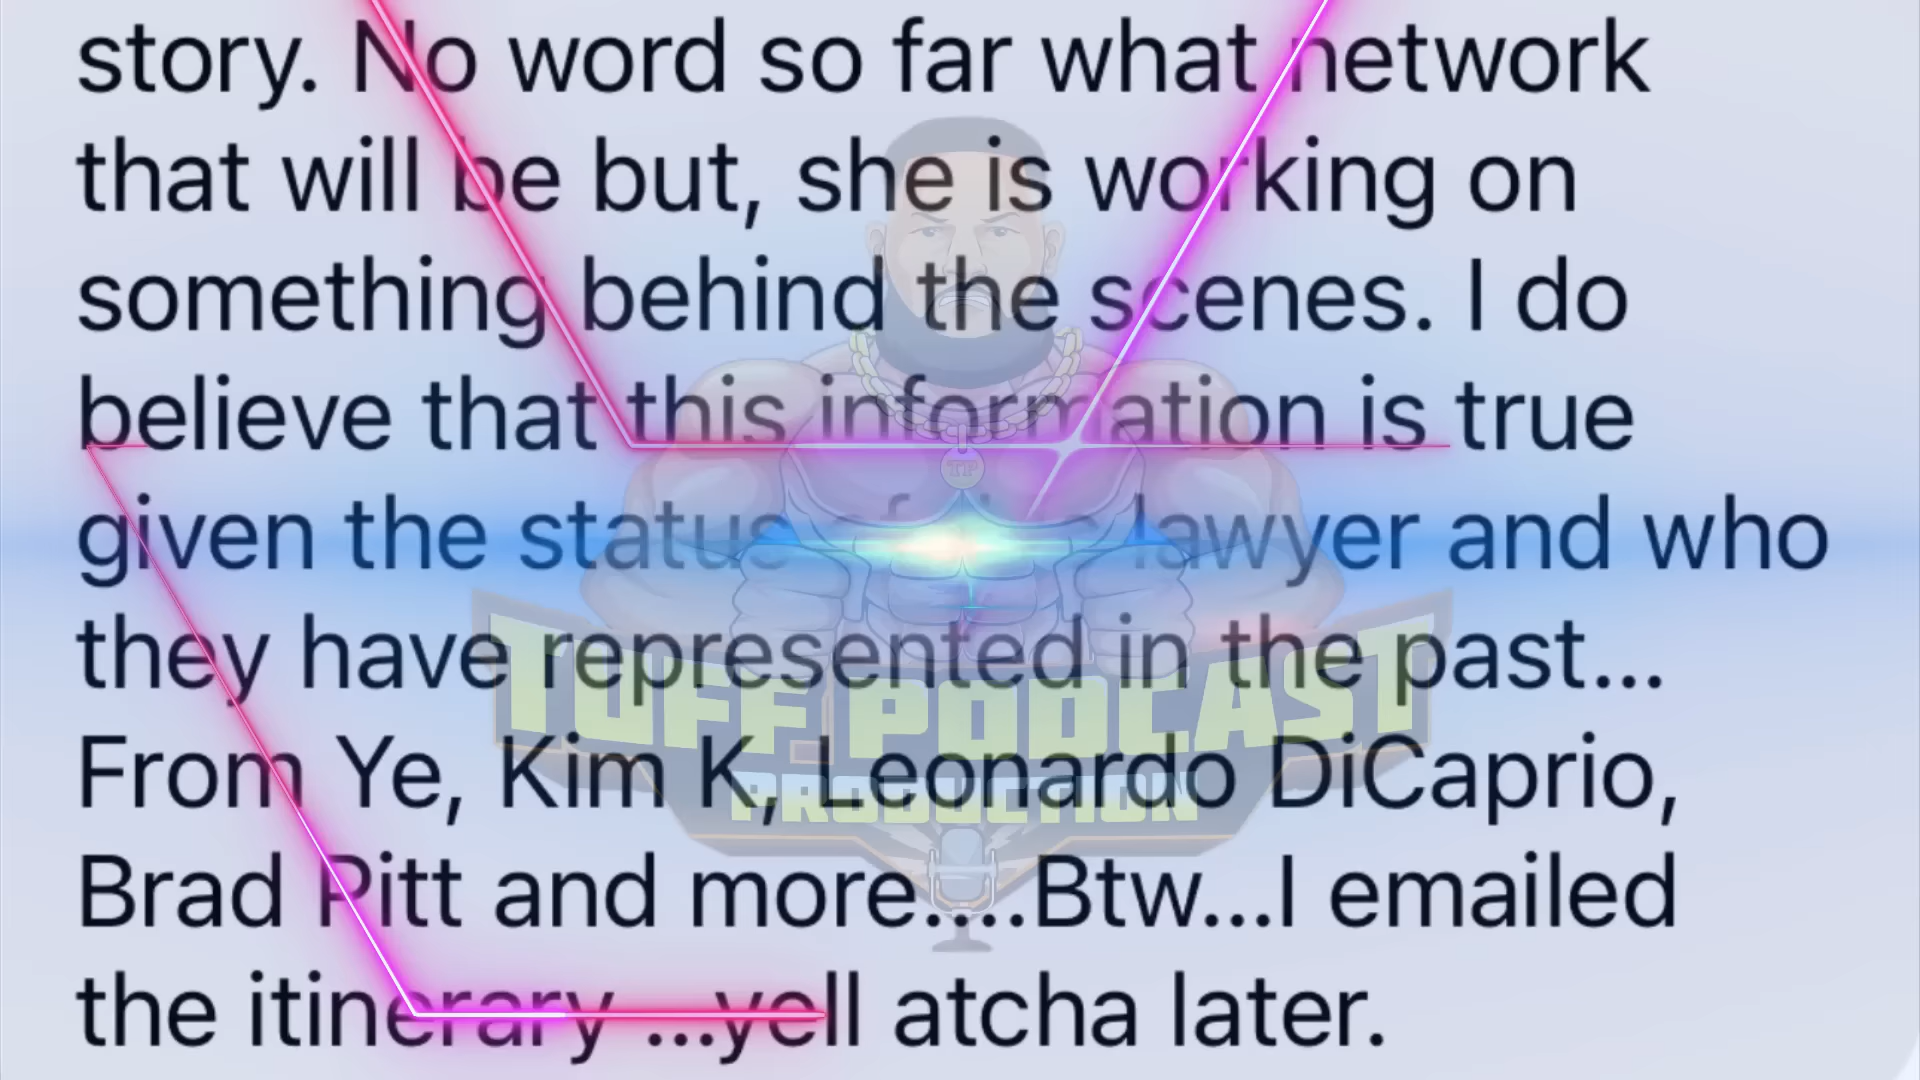 story. No word so far what network
that will be but, she is working on
something behind the scenes. I do
believe that this information is true
given the status lawyer and who
they have represented in the past...
From Ye, Kim K, Leonardo DiCaprio,
Brad Pitt and more....Btw...I emailed
the itinerary ...yell atcha later.
TP
TUFF PODCAST
PRODUCTION